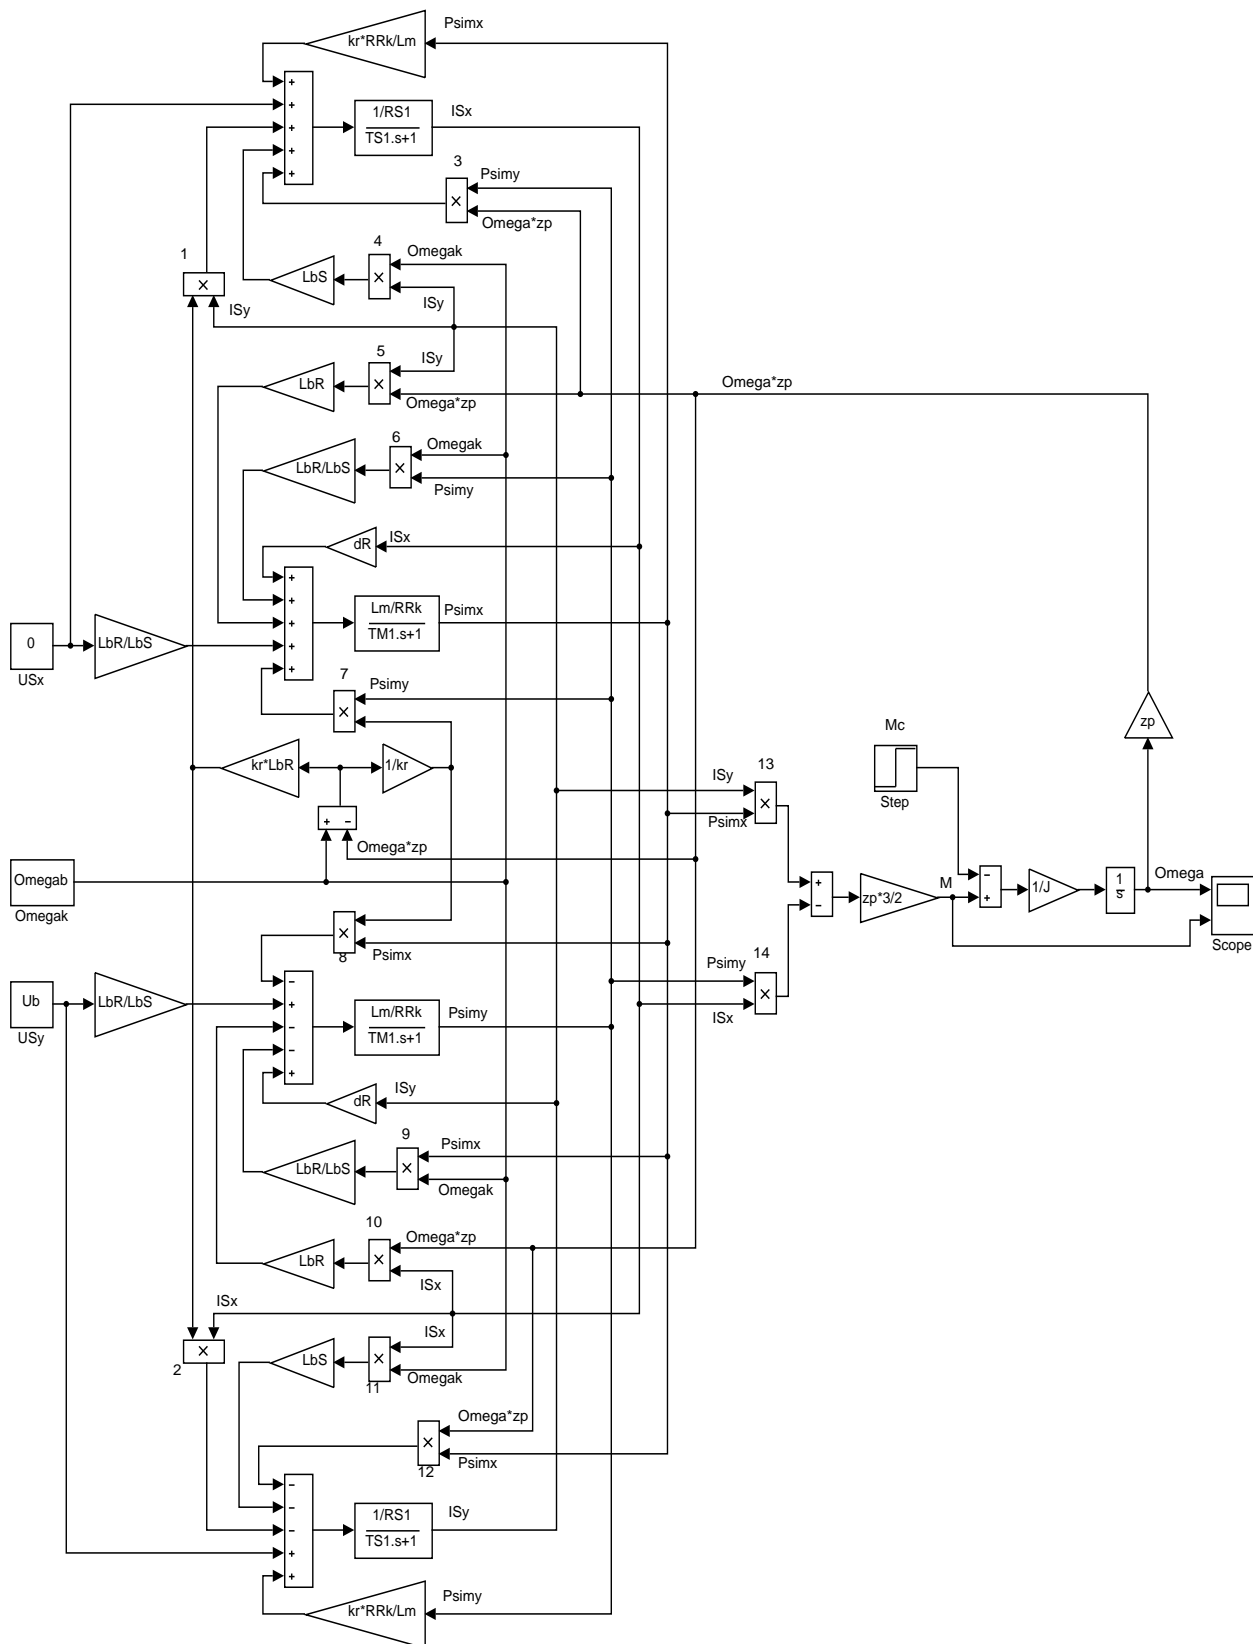 Psimx
kr*RRk/Lm
+
+
+
+
+
1/RS1
TS1.s+1
ISx
3
Psimy
×
Omega*zp
1
×
ISy
4
Omegak
LbS
×
ISy
5
ISy
LbR
×
Omega*zp
Omega*zp
6
Omegak
LbR/LbS
×
Psimy
dR
ISx
+
+
+
+
+
Lm/RRk
TM1.s+1
Psimx
0
USx
LbR/LbS
7
Psimy
×
zp
kr*LbR
1/kr
+ −
Omega*zp
Mc
Step
13
ISy
×
Psimx
Omegab
Omegak
+
−
zp*3/2
M
−
+
1/J
1
s
Omega
Scope
×
8
Psimx
14
Psimy
×
ISx
Ub
USy
LbR/LbS
−
+
−
−
+
Lm/RRk
TM1.s+1
Psimy
dR
ISy
9
Psimx
LbR/LbS
×
Omegak
10
Omega*zp
LbR
×
ISx
ISx
×
2
ISx
LbS
×
11
Omegak
Omega*zp
×
12
Psimx
−
−
−
+
+
1/RS1
TS1.s+1
ISy
Psimy
kr*RRk/Lm